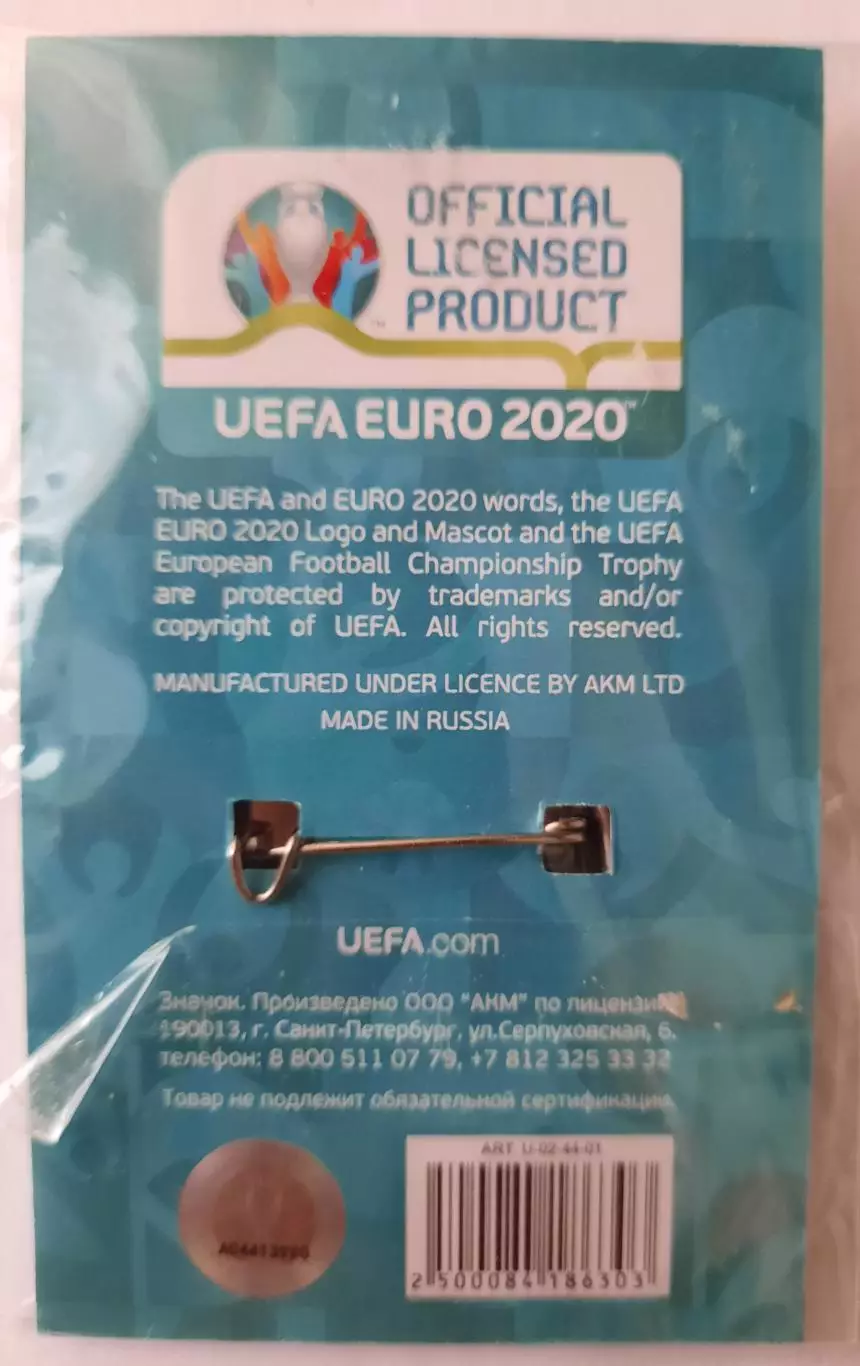 OFFICIAL
LICENSED
PRODUCT
UEFA EURO 2020™
The UEFA and EURO 2020 words, the UEFA
EURO 2020 Logo and Mascot and the UEFA
European Football Championship Trophy
are protected by trademarks and/or
copyright of UEFA. All rights reserved.
MANUFACTURED UNDER LICENCE BY AKM LTD
MADE IN RUSSIA
UEFA.com
Значок. Произведено ООО "АКМ" по лицензии
190013, г. Санкт-Петербург, ул.Серпуховская, 6.
телефон: 8 800 511 07 79, +7 812 325 33 32
Товар не подлежит обязательной сертификации.
ART U-02-44-01
2 500084 186303